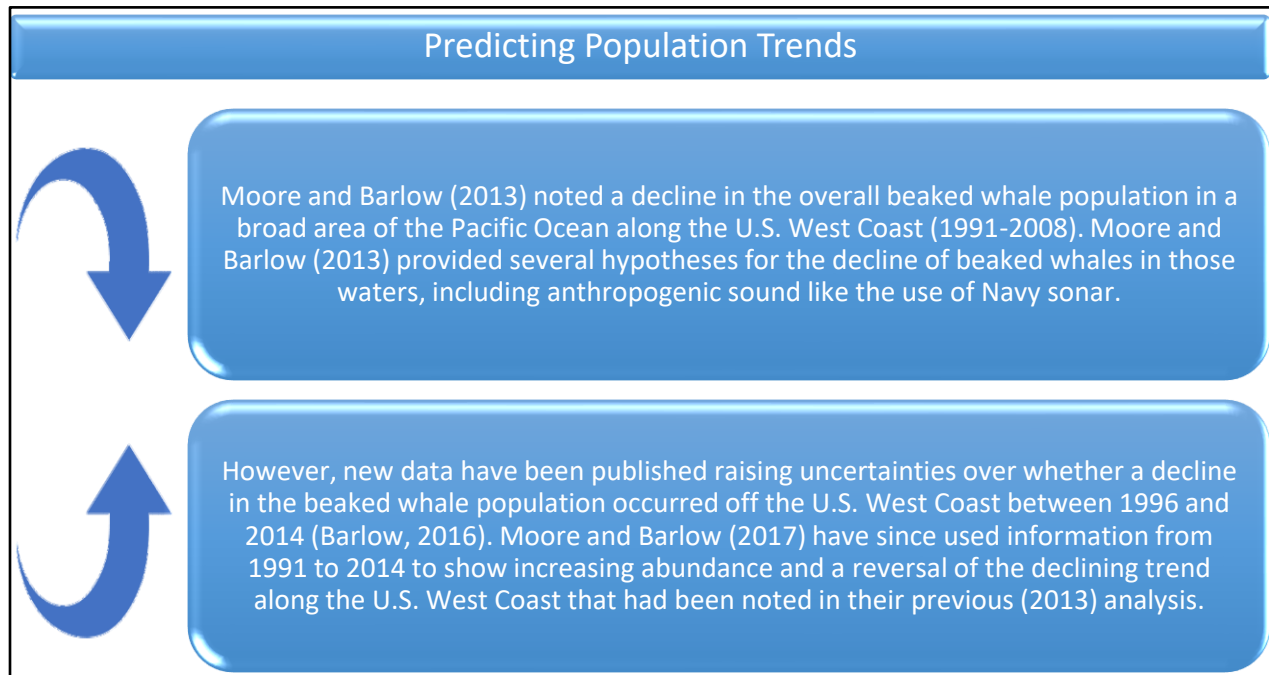 Predicting Population Trends
Moore and Barlow (2013) noted a decline in the overall beaked whale population in a
broad area of the Pacific Ocean along the U.S. West Coast (1991-2008). Moore and
Barlow (2013) provided several hypotheses for the decline of beaked whales in those
waters, including anthropogenic sound like the use of Navy sonar.
However, new data have been published raising uncertainties over whether a decline
in the beaked whale population occurred off the U.S. West Coast between 1996 and
2014 (Barlow, 2016). Moore and Barlow (2017) have since used information from
1991 to 2014 to show increasing abundance and a reversal of the declining trend
along the U.S. West Coast that had been noted in their previous (2013) analysis.